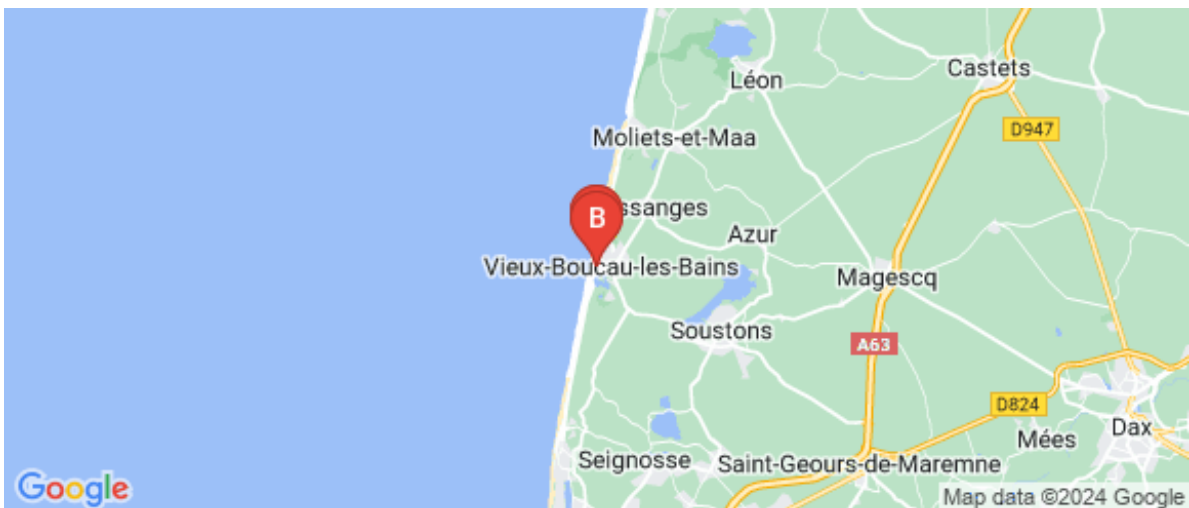 Léon
Castets
D947
Moliets-et-Maa
B
ssanges
Azur
Vieux-Boucau-les-Bains
Magescq
Soustons
A63
D824
Mées
Dax
Seignosse
Saint-Geours-de-Maremne
Google
Map data ©2024 Google